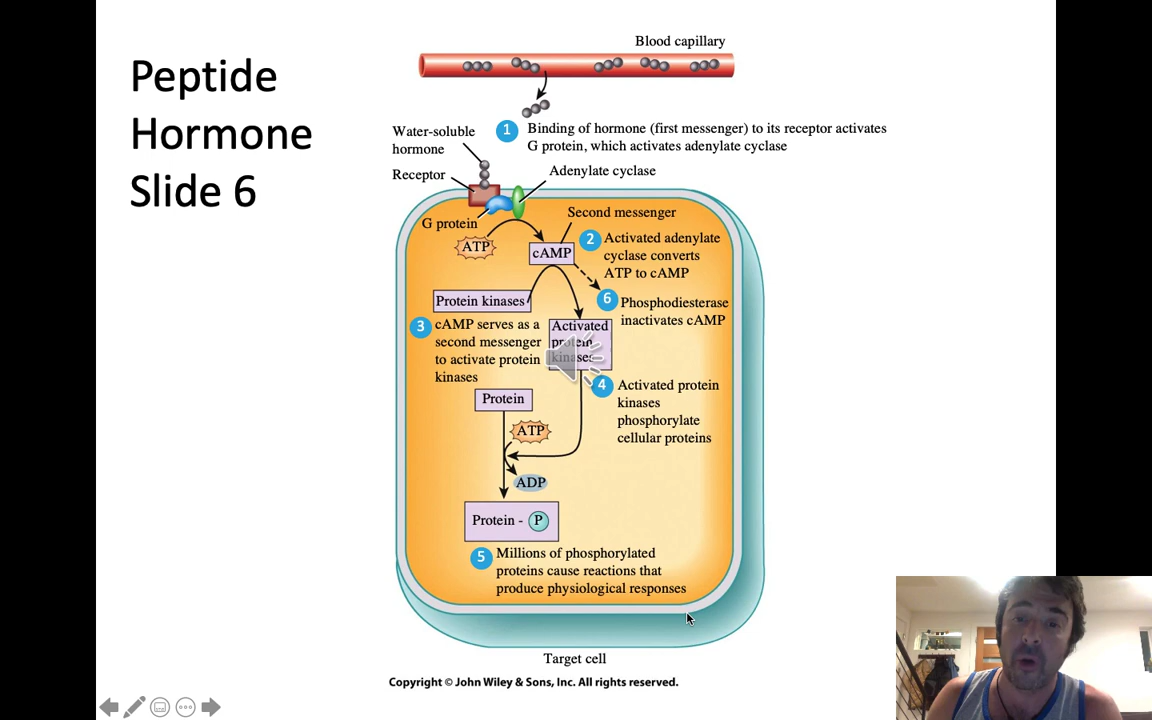 Peptide
Hormone
Slide 6
Blood capillary
1 Binding of hormone (first messenger) to its receptor activates
G protein, which activates adenylate cyclase
Water-soluble
hormone
Receptor
Adenylate cyclase
G protein
Second messenger
ATP
cAMP
2 Activated adenylate
cyclase converts
ATP to cAMP
Protein kinases
6 Phosphodiesterase
inactivates cAMP
3 cAMP serves as a
second messenger
to activate protein
kinases
Activated
protein
kinases
4 Activated protein
kinases
phosphorylate
cellular proteins
Protein
ATP
ADP
Protein - P
5 Millions of phosphorylated
proteins cause reactions that
produce physiological responses
Target cell
Copyright © John Wiley & Sons, Inc. All rights reserved.